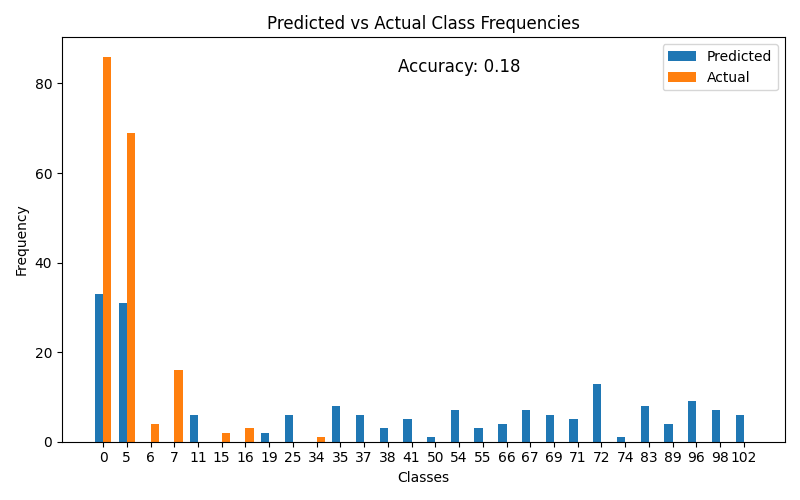 Predicted vs Actual Class Frequencies
Accuracy: 0.18
Predicted
Actual
Frequency
80
60
40
20
0
0 5 6 7 11 15 16 19 25 34 35 37 38 41 50 54 55 66 67 69 71 72 74 83 89 96 98 102
Classes